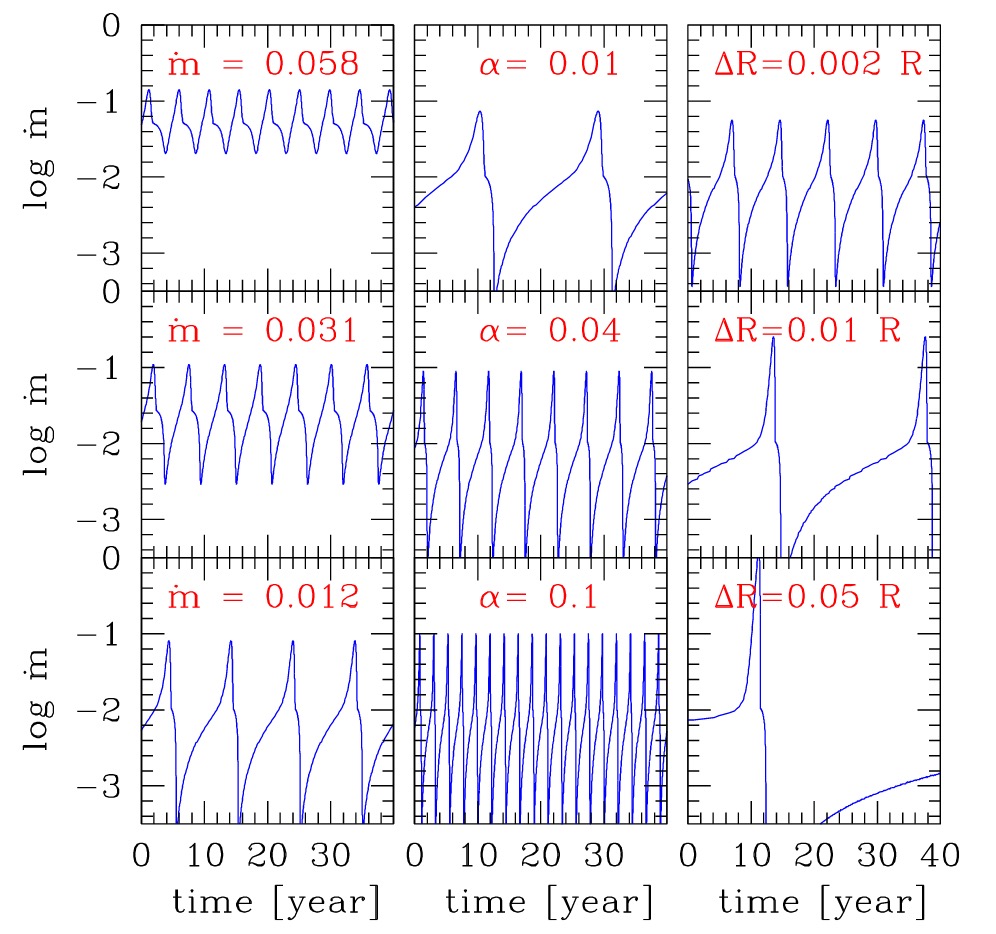 0
ṁ = 0.058
α= 0.01
ΔR=0.002 R
−1
log ṁ
−2
−3
0
ṁ = 0.031
α= 0.04
ΔR=0.01 R
−1
log ṁ
−2
−3
0
ṁ = 0.012
α= 0.1
ΔR=0.05 R
−1
log ṁ
−2
−3
0 10 20 30 0 10 20 30 0 10 20 30 40
time [year] time [year] time [year]